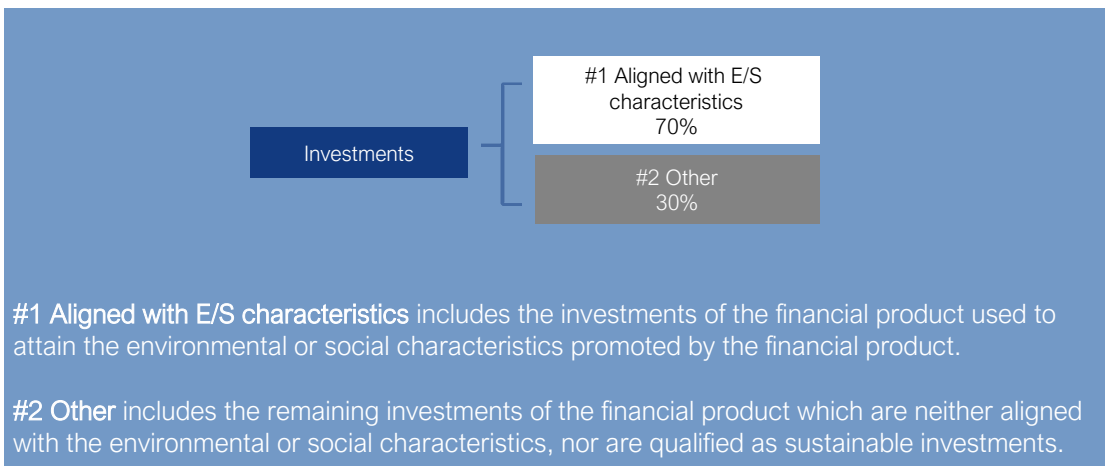 #1 Aligned with E/S
characteristics
70%
Investments
#2 Other
30%
#1 Aligned with E/S characteristics includes the investments of the financial product used to
attain the environmental or social characteristics promoted by the financial product.
#2 Other includes the remaining investments of the financial product which are neither aligned
with the environmental or social characteristics, nor are qualified as sustainable investments.